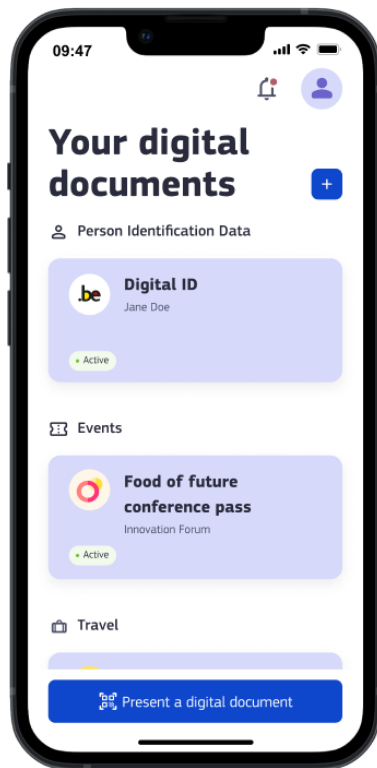 09:47
Your digital
documents
+
Person Identification Data
.be
Digital ID
Jane Doe
Active
Events
Food of future
conference pass
Innovation Forum
Active
Travel
Present a digital document